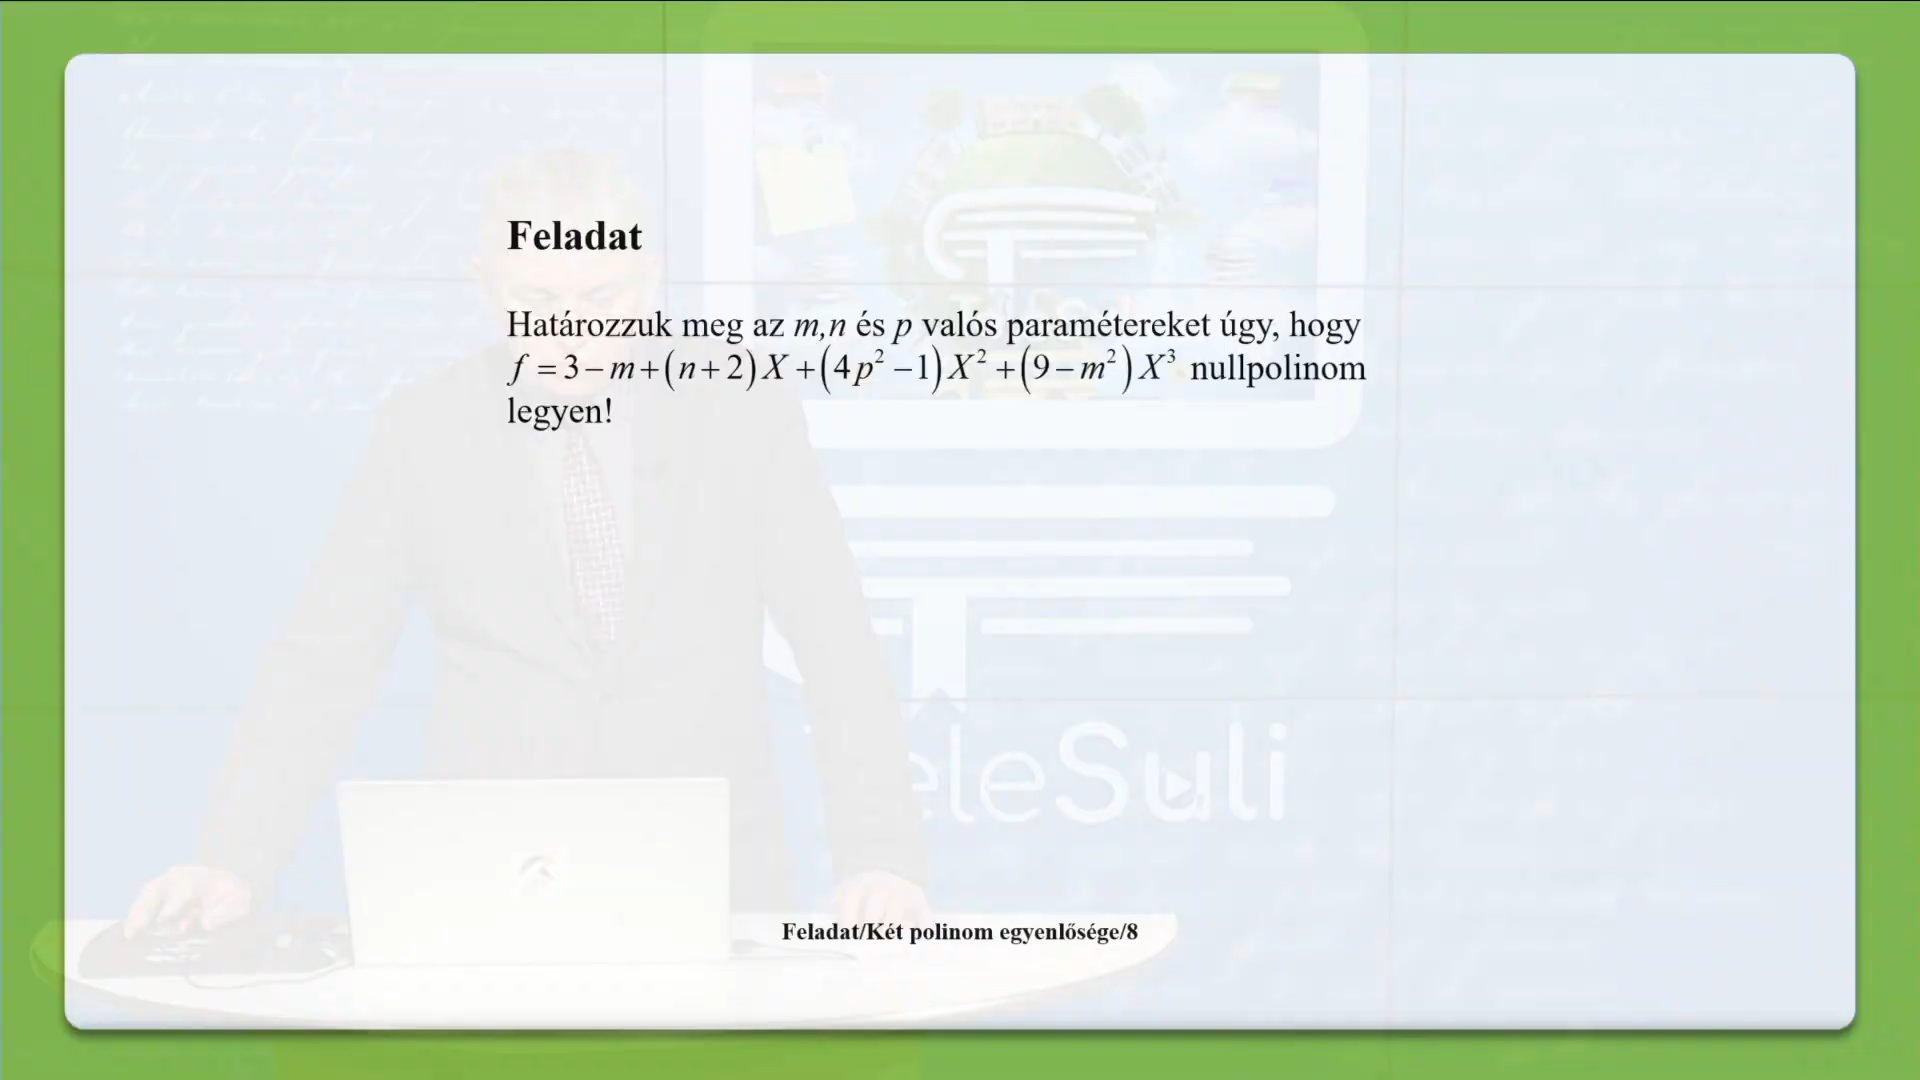 Feladat
Határozzuk meg az m,n és p valós paramétereket úgy, hogy
f = 3 − m + (n + 2) X + (4p² − 1) X² + (9 − m²) X³ nullpolinom
legyen!
eleSuli
Feladat/Két polinom egyenlősége/8